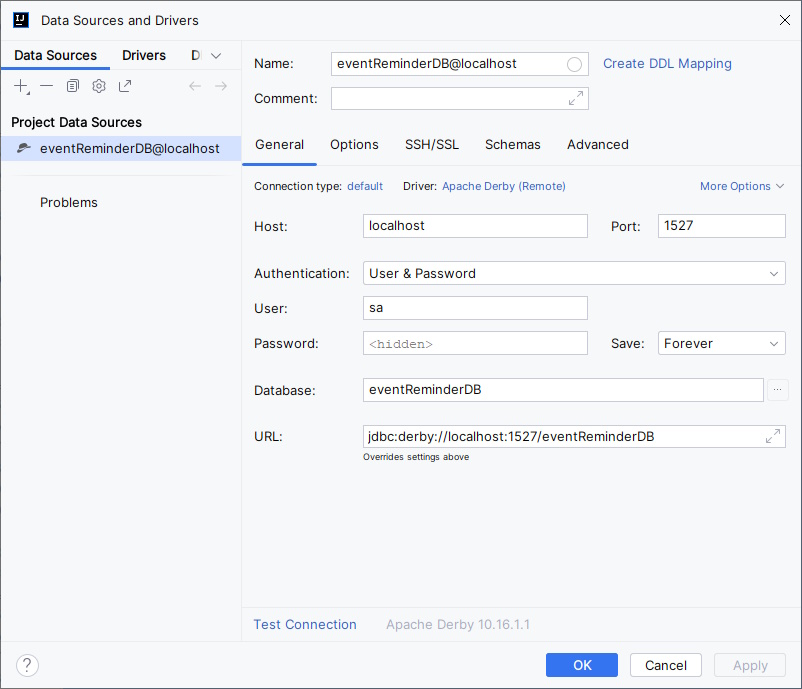 IJ Data Sources and Drivers
Data Sources Drivers
Project Data Sources
eventReminderDB@localhost
Problems
Name: eventReminderDB@localhost Create DDL Mapping
Comment:
General Options SSH/SSL Schemas Advanced
Connection type: default Driver: Apache Derby (Remote) More Options
Host: localhost Port: 1527
Authentication: User & Password
User: sa
Password: <hidden> Save: Forever
Database: eventReminderDB ...
URL: jdbc:derby://localhost:1527/eventReminderDB
Overrides settings above
Test Connection Apache Derby 10.16.1.1
? OK Cancel Apply